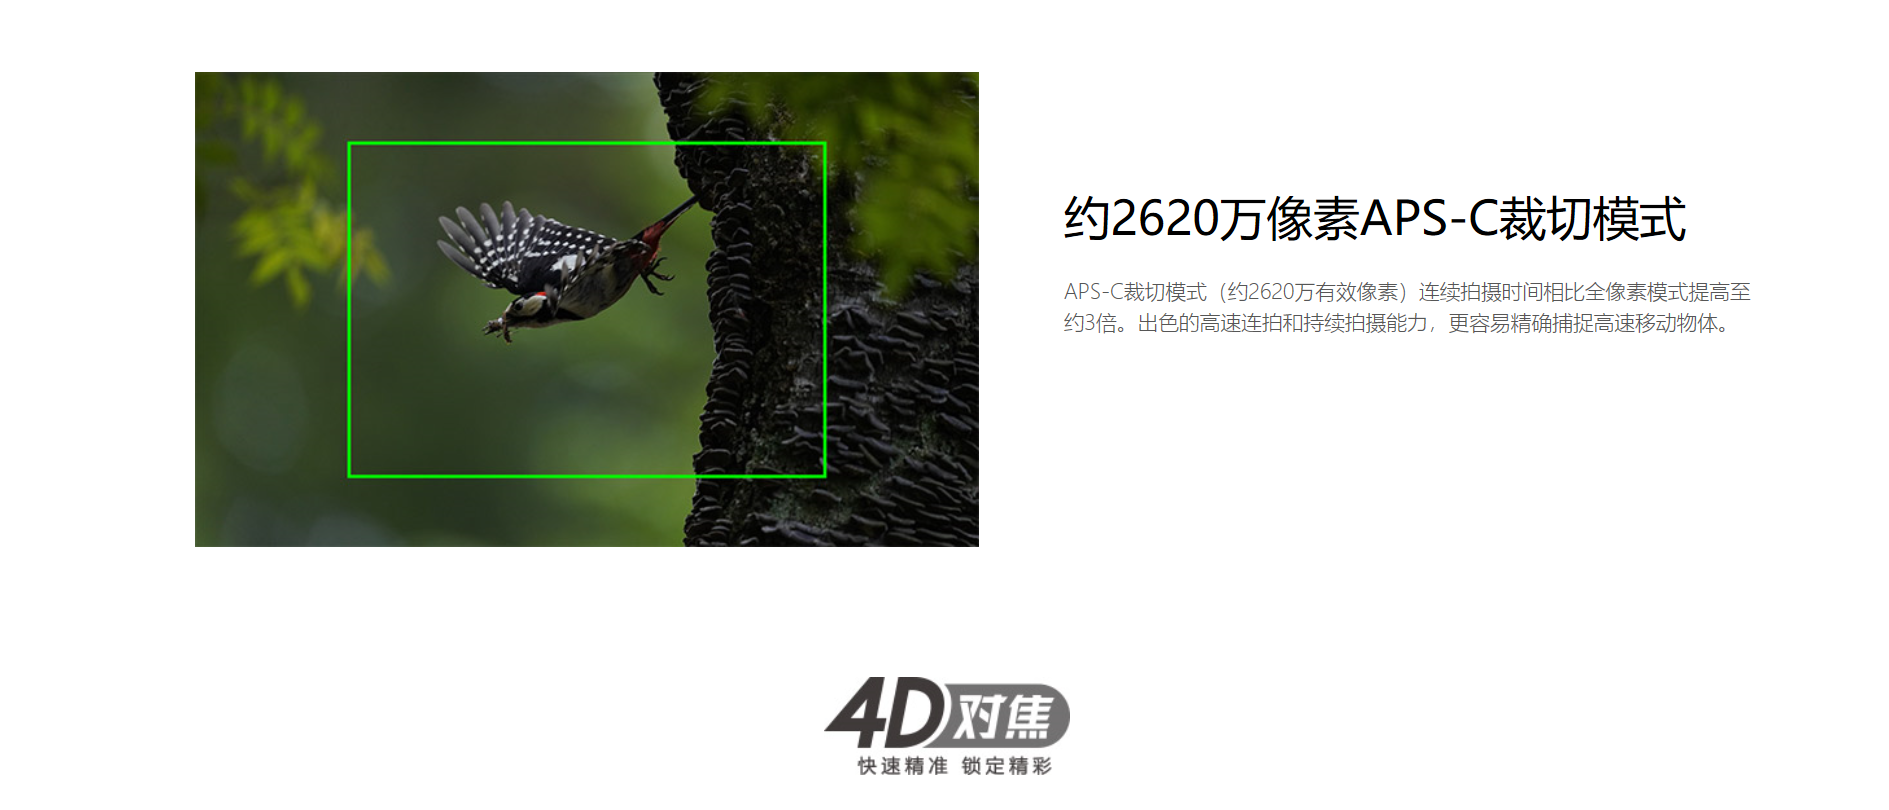 约2620万像素APS-C裁切模式
APS-C裁切模式（约2620万有效像素）连续拍摄时间相比全像素模式提高至
约3倍。出色的高速连拍和持续拍摄能力，更容易精确捕捉高速移动物体。
4D对焦
快速精准 锁定精彩